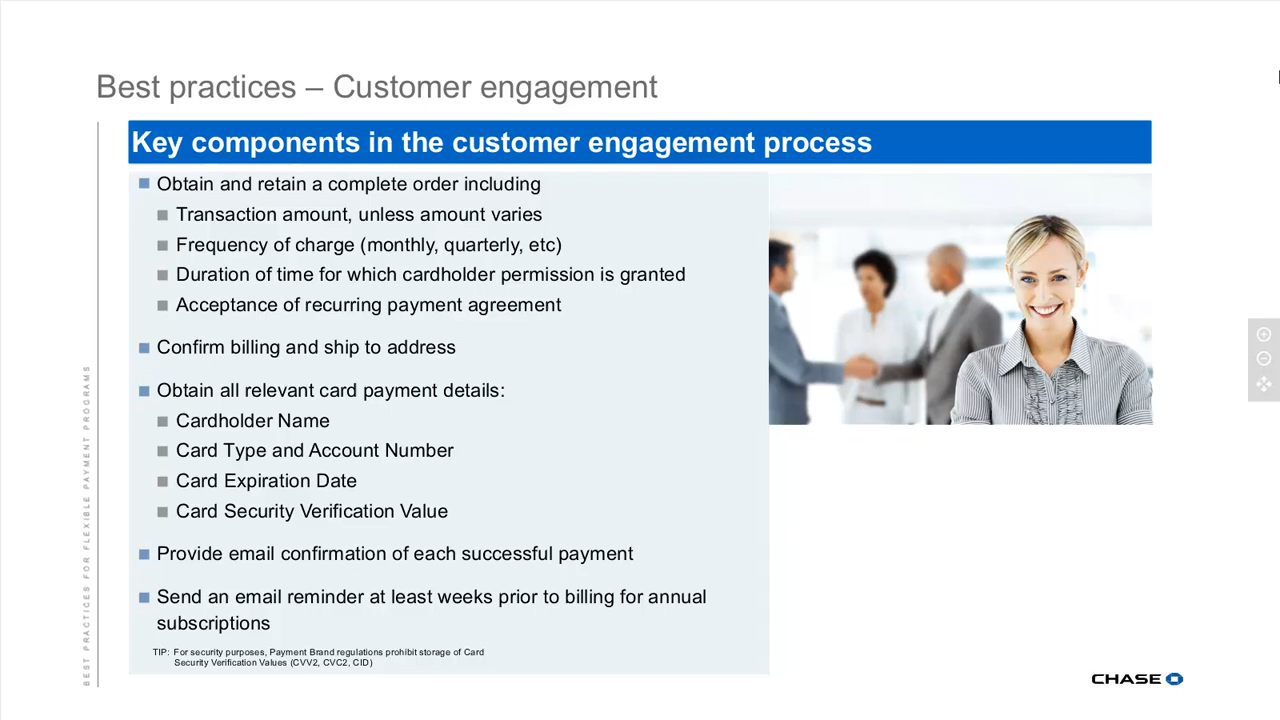 Best practices – Customer engagement
Key components in the customer engagement process
Obtain and retain a complete order including
Transaction amount, unless amount varies
Frequency of charge (monthly, quarterly, etc)
Duration of time for which cardholder permission is granted
Acceptance of recurring payment agreement
Confirm billing and ship to address
Obtain all relevant card payment details:
Cardholder Name
Card Type and Account Number
Card Expiration Date
Card Security Verification Value
Provide email confirmation of each successful payment
Send an email reminder at least weeks prior to billing for annual
subscriptions
TIP: For security purposes, Payment Brand regulations prohibit storage of Card
Security Verification Values (CVV2, CVC2, CID)
BEST PRACTICES FOR FLEXIBLE PAYMENT PROGRAMS
CHASE